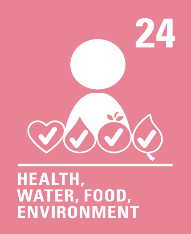 24
HEALTH,
WATER, FOOD,
ENVIRONMENT